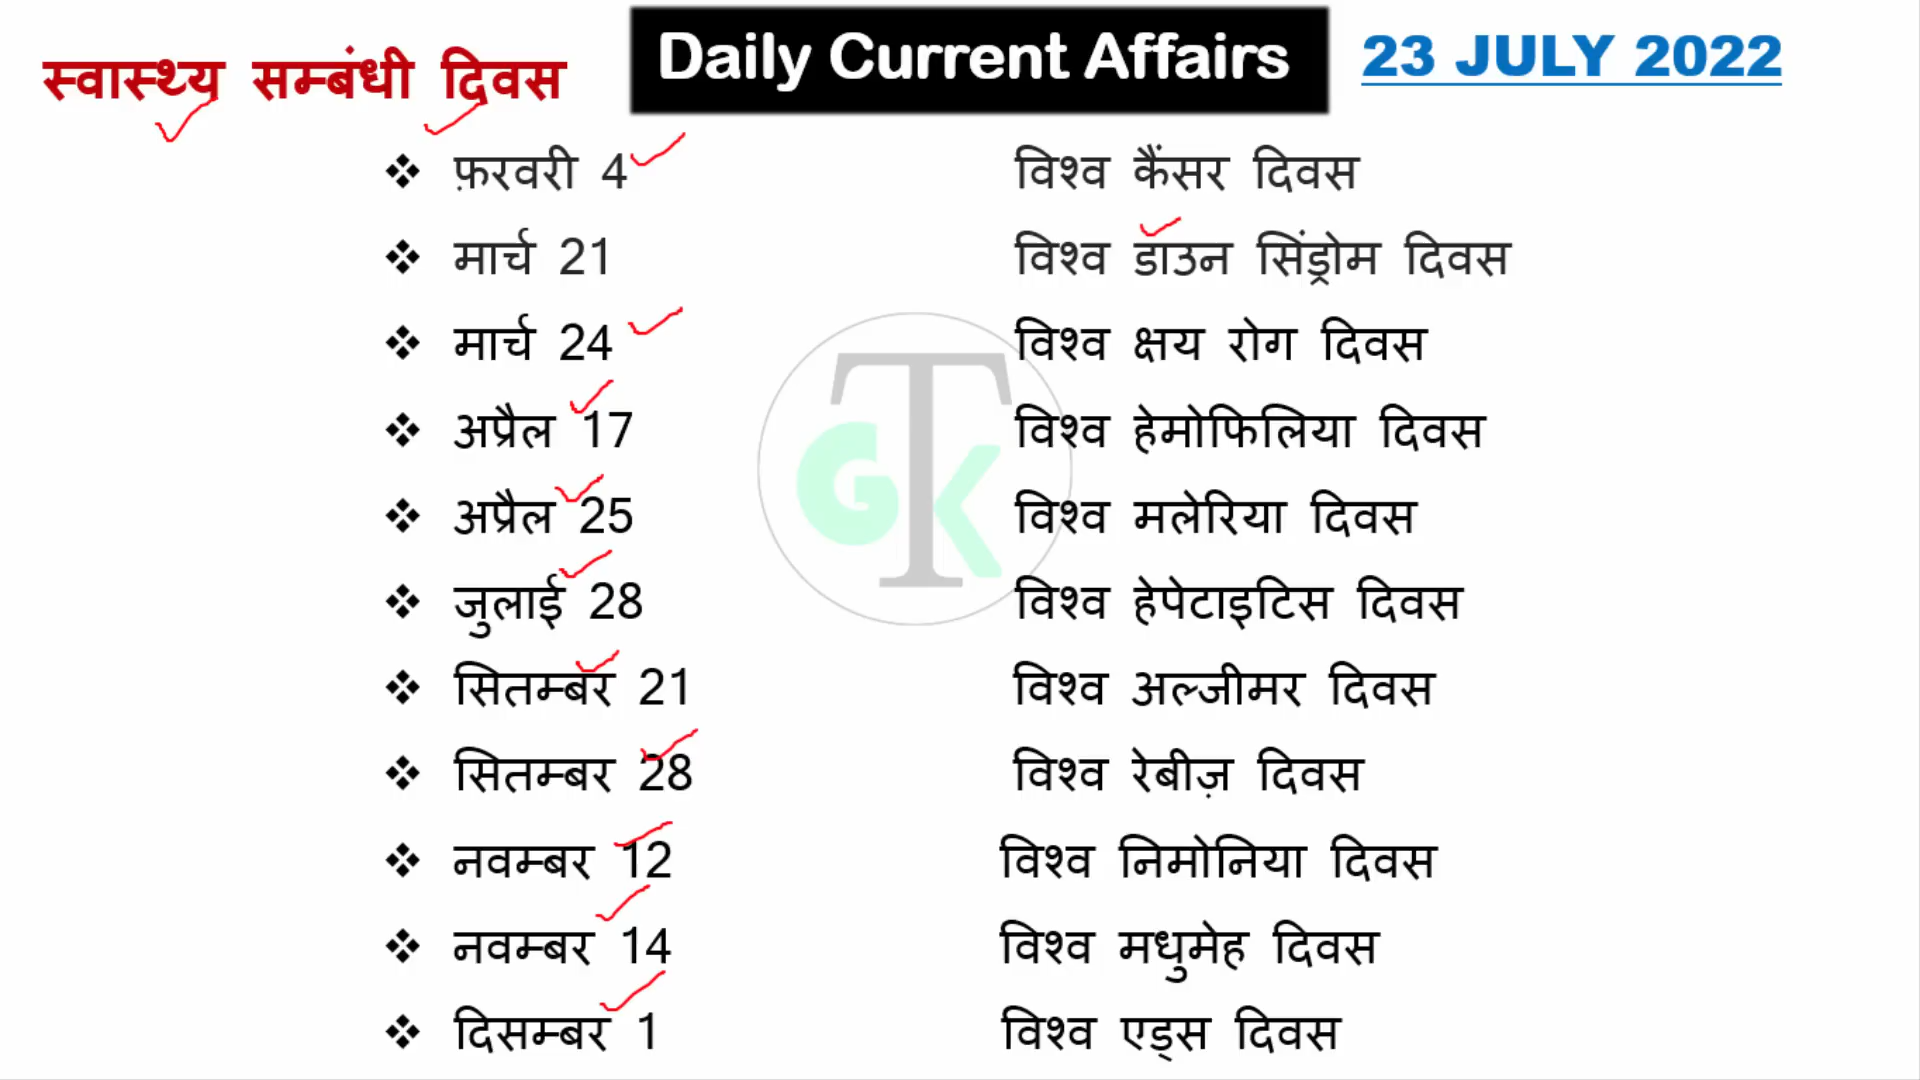 स्वास्थ्य सम्बंधी दिवस
Daily Current Affairs
23 JULY 2022
❖ फ़रवरी 4 विश्व कैंसर दिवस
❖ मार्च 21 विश्व डाउन सिंड्रोम दिवस
❖ मार्च 24 विश्व क्षय रोग दिवस
❖ अप्रैल 17 विश्व हेमोफिलिया दिवस
❖ अप्रैल 25 विश्व मलेरिया दिवस
❖ जुलाई 28 विश्व हेपेटाइटिस दिवस
❖ सितम्बर 21 विश्व अल्जीमर दिवस
❖ सितम्बर 28 विश्व रेबीज़ दिवस
❖ नवम्बर 12 विश्व निमोनिया दिवस
❖ नवम्बर 14 विश्व मधुमेह दिवस
❖ दिसम्बर 1 विश्व एड्स दिवस
GTK